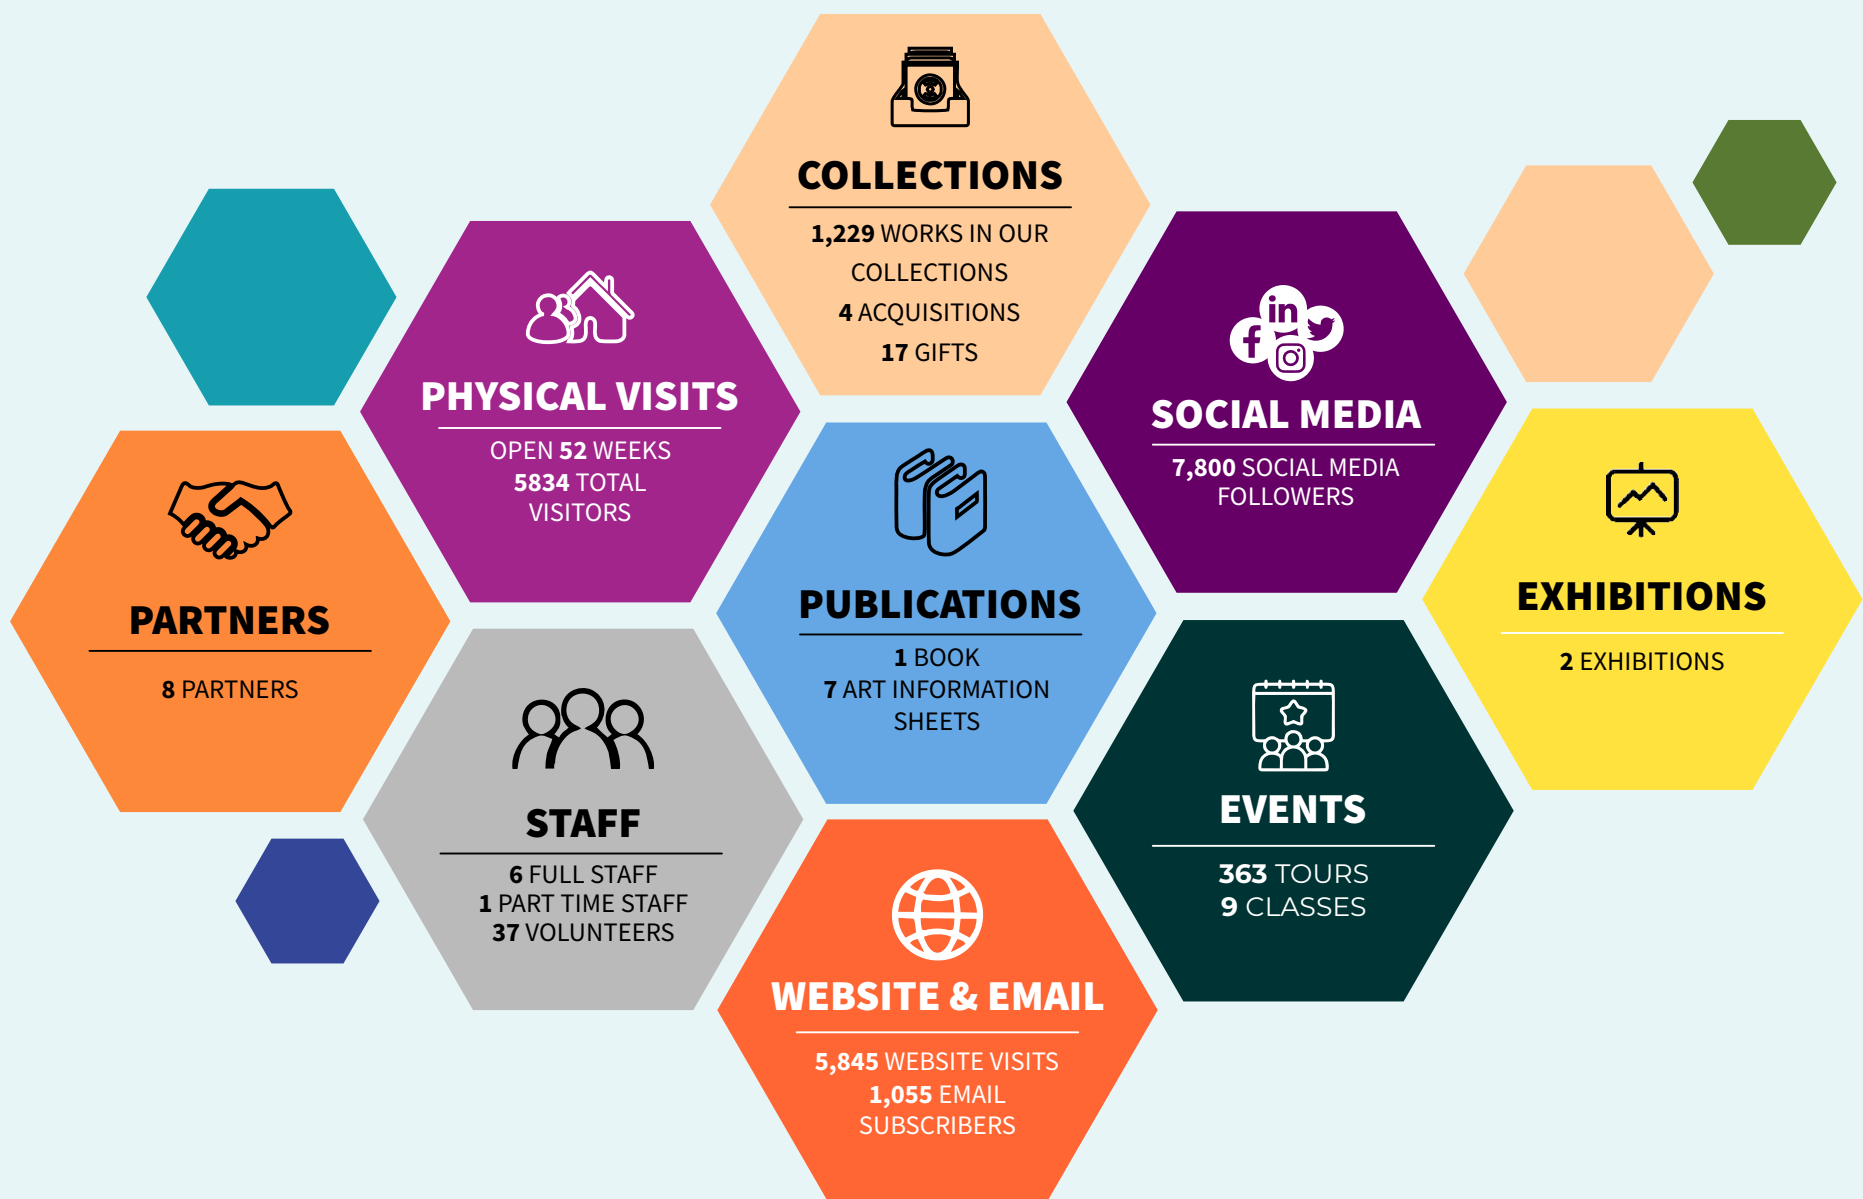 COLLECTIONS
1,229 WORKS IN OUR
COLLECTIONS
4 ACQUISITIONS
17 GIFTS
PHYSICAL VISITS
OPEN 52 WEEKS
5834 TOTAL
VISITORS
in
f
SOCIAL MEDIA
7,800 SOCIAL MEDIA
FOLLOWERS
PARTNERS
8 PARTNERS
PUBLICATIONS
1 BOOK
7 ART INFORMATION
SHEETS
EXHIBITIONS
2 EXHIBITIONS
STAFF
6 FULL STAFF
1 PART TIME STAFF
37 VOLUNTEERS
EVENTS
363 TOURS
9 CLASSES
WEBSITE & EMAIL
5,845 WEBSITE VISITS
1,055 EMAIL
SUBSCRIBERS